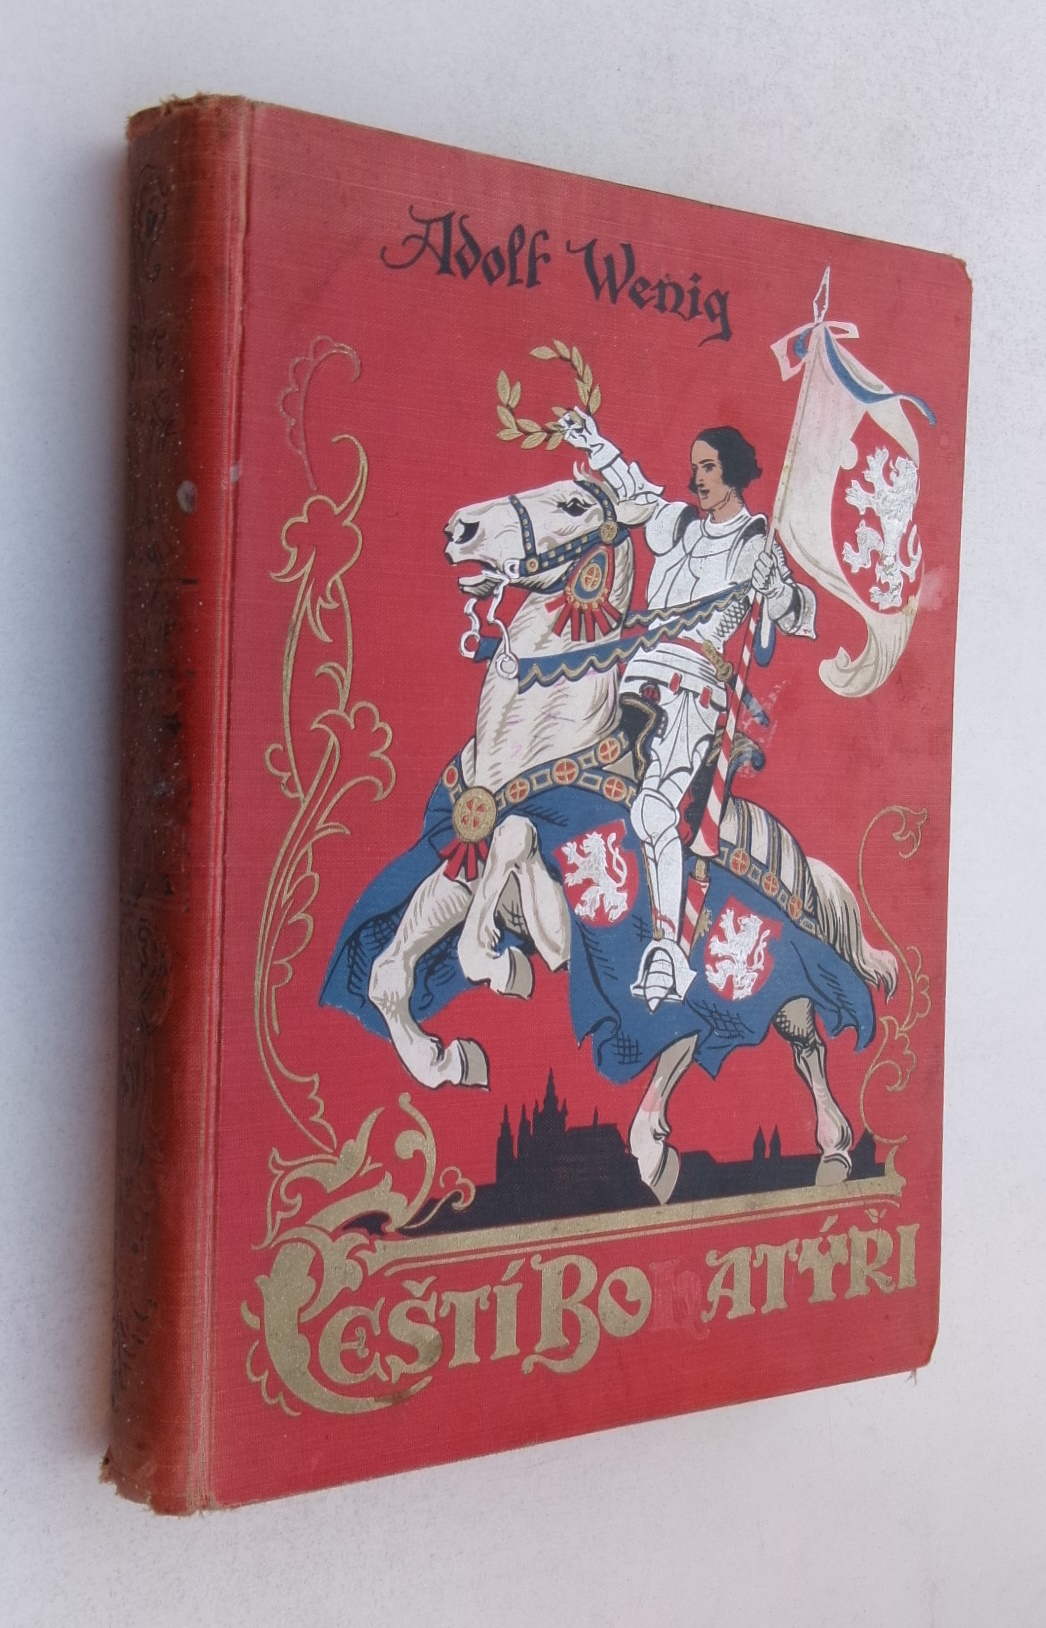 Adolf Wenig
ČEŠTÍ BOHATÝŘI